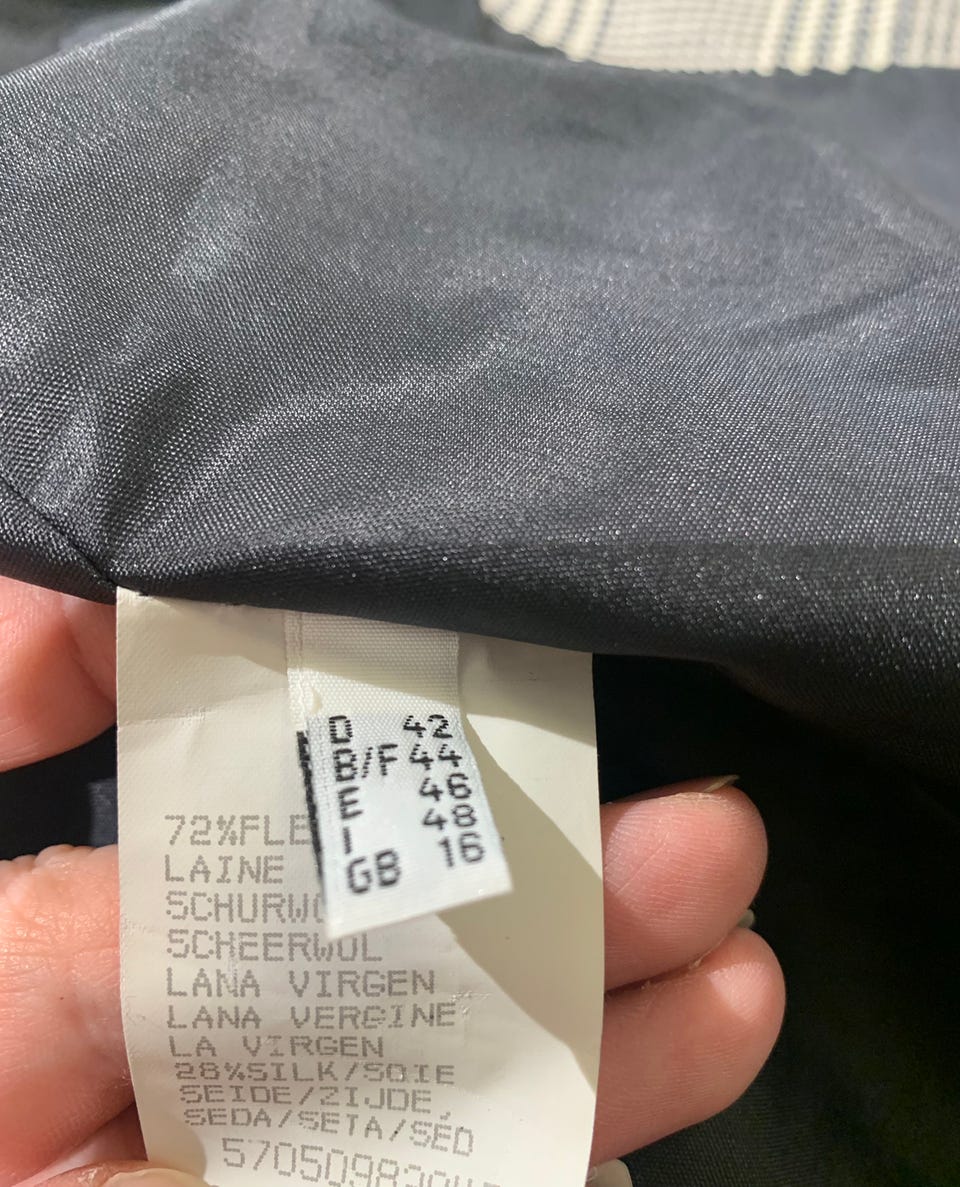 D 42
B/F 44
E 46
I 48
GB 16
72%FLE
LAINE
SCHURWO
SCHEERWOL
LANA VIRGEN
LANA VERGINE
LA VIRGEN
28%SILK/SOIE
SEIDE/ZIJDE,
SEDA/SETA/SED